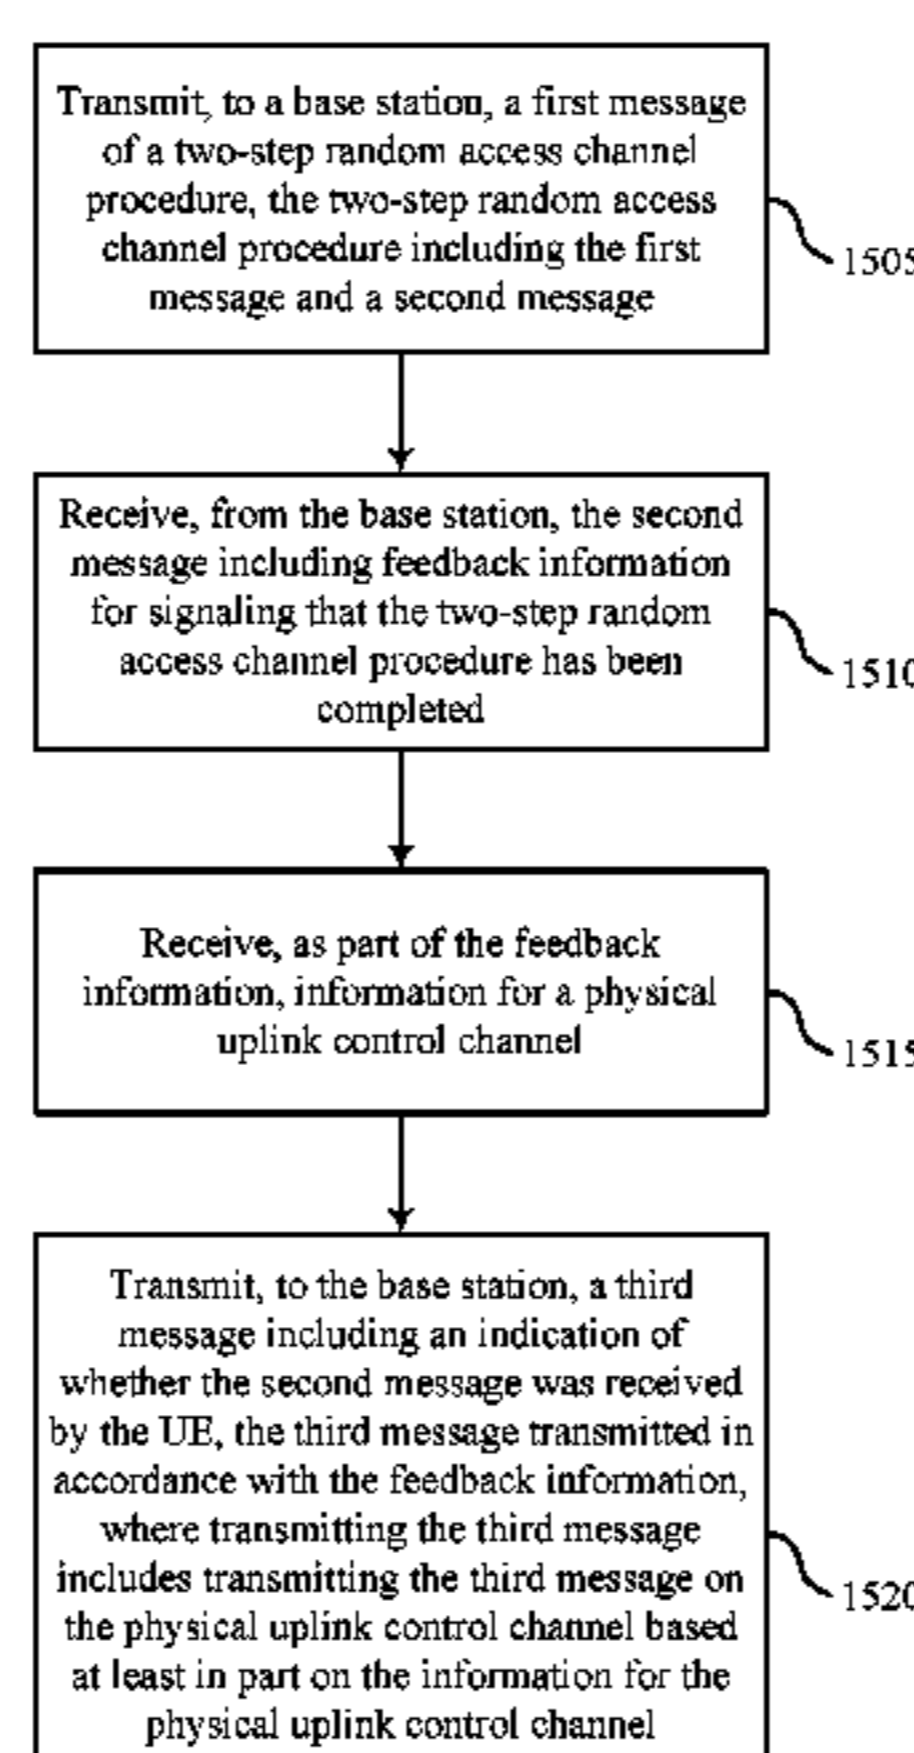 Transmit, to a base station, a first message
of a two-step random access channel
procedure, the two-step random access
channel procedure including the first
message and a second message
1505
Receive, from the base station, the second
message including feedback information
for signaling that the two-step random
access channel procedure has been
completed
1510
Receive, as part of the feedback
information, information for a physical
uplink control channel
1515
Transmit, to the base station, a third
message including an indication of
whether the second message was received
by the UE, the third message transmitted in
accordance with the feedback information,
where transmitting the third message
includes transmitting the third message on
the physical uplink control channel based
at least in part on the information for the
physical uplink control channel
1520